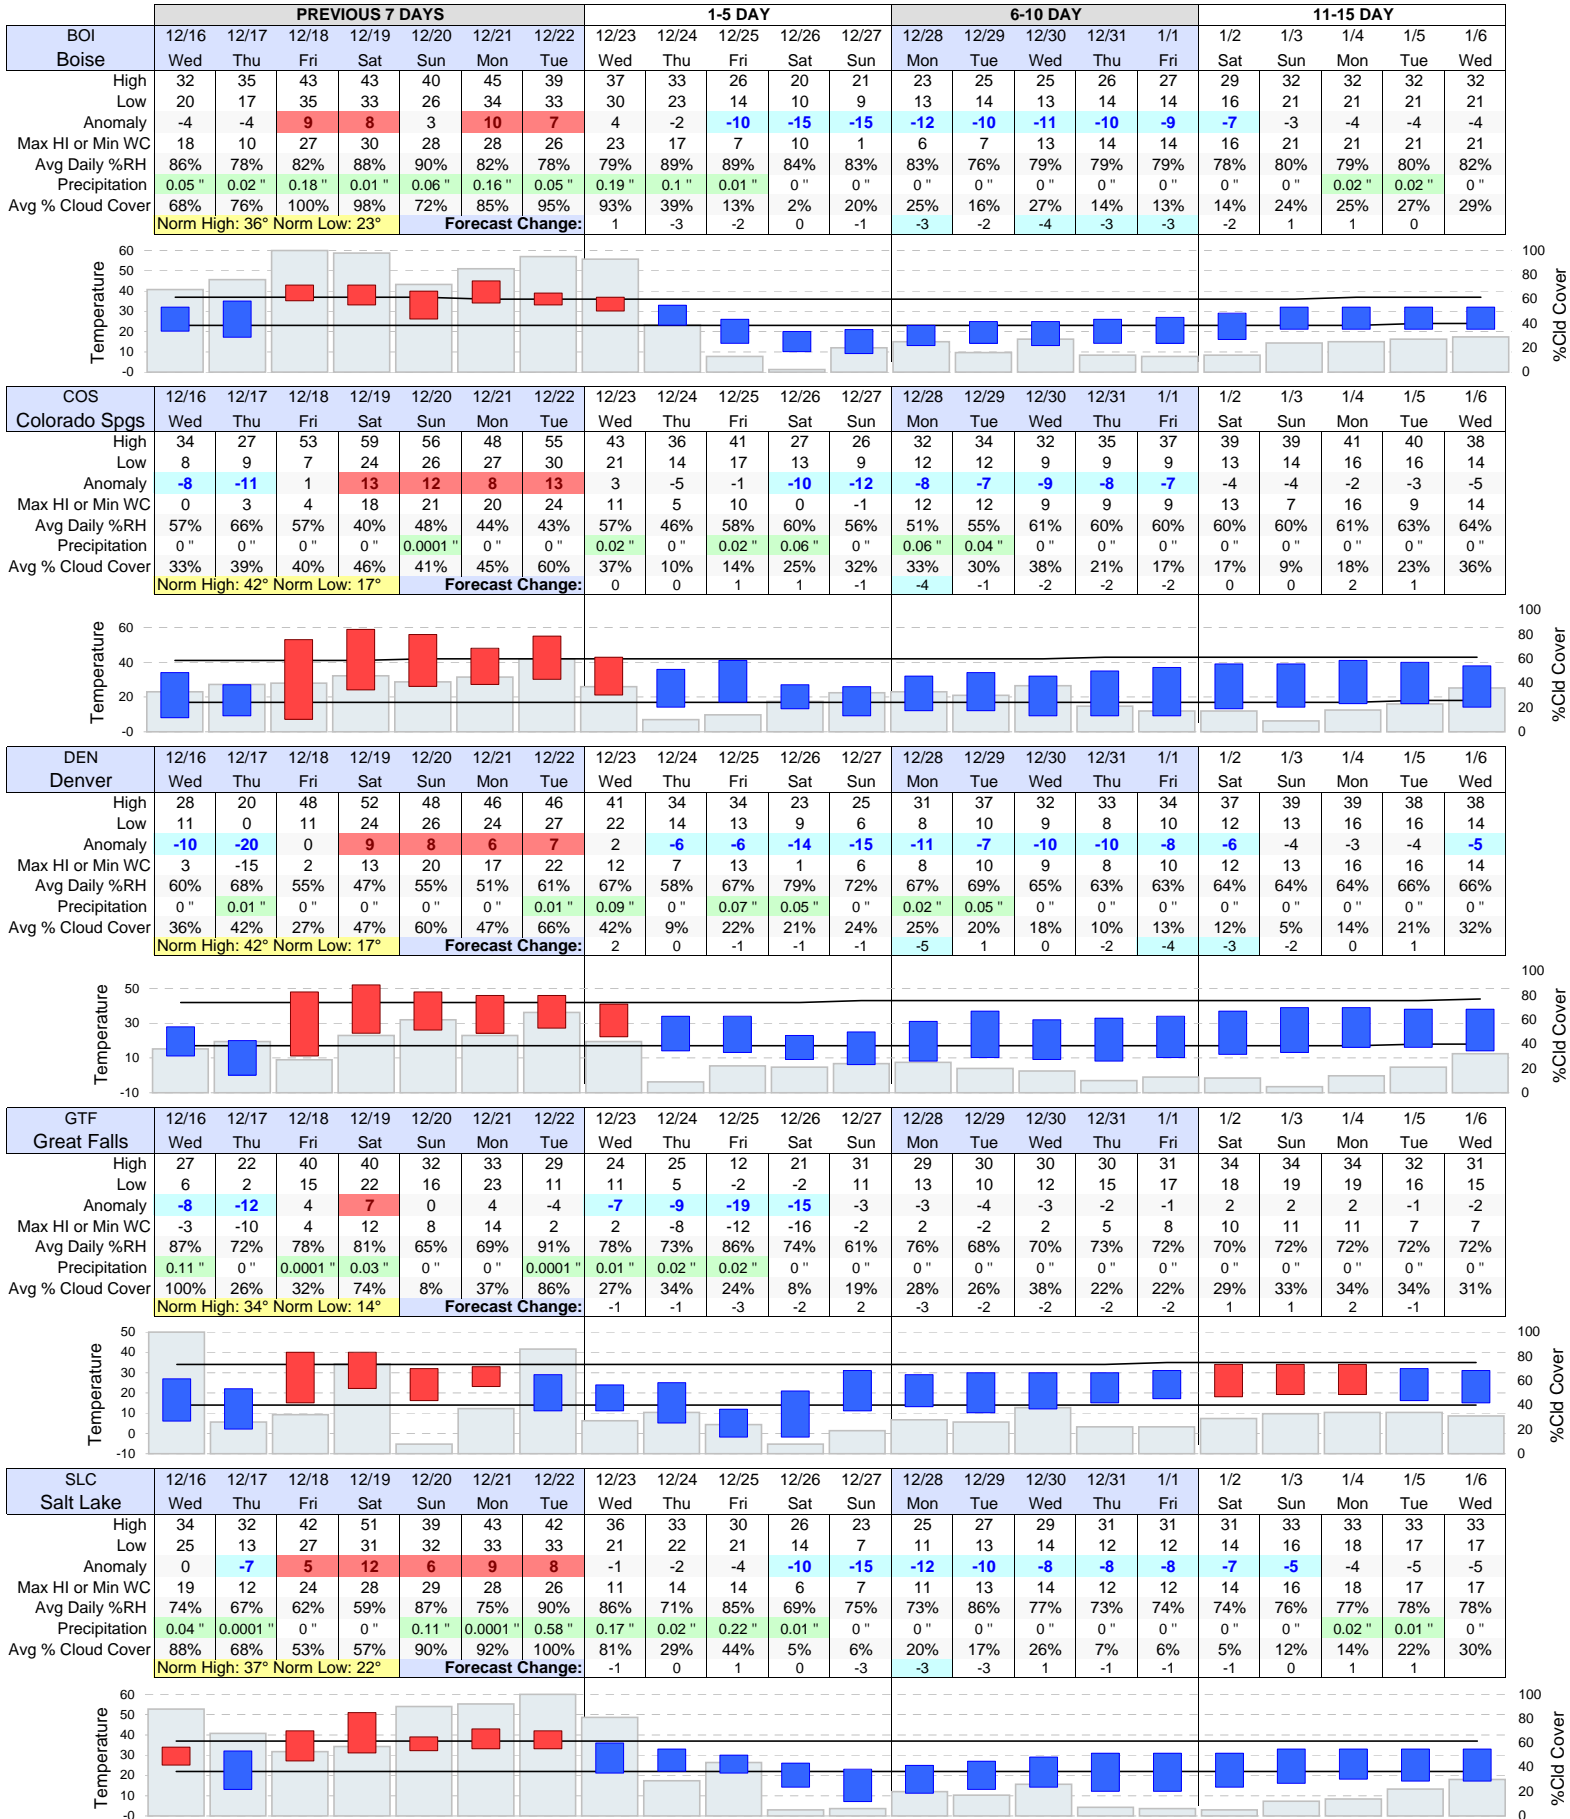 PREVIOUS 7 DAYS 1-5 DAY 6-10 DAY 11-15 DAY
BOI 12/16 12/17 12/18 12/19 12/20 12/21 12/22 12/23 12/24 12/25 12/26 12/27 12/28 12/29 12/30 12/31 1/1 1/2 1/3 1/4 1/5 1/6
Boise Wed Thu Fri Sat Sun Mon Tue Wed Thu Fri Sat Sun Mon Tue Wed Thu Fri Sat Sun Mon Tue Wed
High 32 35 43 43 40 45 39 37 33 26 20 21 23 25 25 26 27 29 32 32 32 32
Low 20 17 35 33 26 34 33 30 23 14 10 9 13 14 13 14 14 16 21 21 21 21
Anomaly -4 -4 9 8 3 10 7 4 -2 -10 -15 -15 -12 -10 -11 -10 -9 -7 -3 -4 -4 -4
Max HI or Min WC 18 10 27 30 28 28 26 23 17 7 10 1 6 7 13 14 14 16 21 21 21 21
Avg Daily %RH 86% 78% 82% 88% 90% 82% 78% 79% 89% 89% 84% 83% 83% 76% 79% 79% 79% 78% 80% 79% 80% 82%
Precipitation 0.05 " 0.02 " 0.18 " 0.01 " 0.06 " 0.16 " 0.05 " 0.19 " 0.1 " 0.01 " 0 " 0 " 0 " 0 " 0 " 0 " 0 " 0 " 0 " 0.02 " 0.02 " 0 "
Avg % Cloud Cover 68% 76% 100% 98% 72% 85% 95% 93% 39% 13% 2% 20% 25% 16% 27% 14% 13% 14% 24% 25% 27% 29%
Norm High: 36° Norm Low: 23° Forecast Change: 1 -3 -2 0 -1 -3 -2 -4 -3 -3 -2 1 1 0
Temperature 60 50 40 30 20 10 -0 100 80 60 40 20 0 %Cld Cover
COS 12/16 12/17 12/18 12/19 12/20 12/21 12/22 12/23 12/24 12/25 12/26 12/27 12/28 12/29 12/30 12/31 1/1 1/2 1/3 1/4 1/5 1/6
Colorado Spgs Wed Thu Fri Sat Sun Mon Tue Wed Thu Fri Sat Sun Mon Tue Wed Thu Fri Sat Sun Mon Tue Wed
High 34 27 53 59 56 48 55 43 36 41 27 26 32 34 32 35 37 39 39 41 40 38
Low 8 9 7 24 26 27 30 21 14 17 13 9 12 12 9 9 9 13 14 16 16 14
Anomaly -8 -11 1 13 12 8 13 3 -5 -1 -10 -12 -8 -7 -9 -8 -7 -4 -4 -2 -3 -5
Max HI or Min WC 0 3 4 18 21 20 24 11 5 10 0 -1 12 12 9 9 9 13 7 16 9 14
Avg Daily %RH 57% 66% 57% 40% 48% 44% 43% 57% 46% 58% 60% 56% 51% 55% 61% 60% 60% 60% 60% 61% 63% 64%
Precipitation 0 " 0 " 0 " 0 " 0.0001 " 0 " 0 " 0.02 " 0 " 0.02 " 0.06 " 0 " 0.06 " 0.04 " 0 " 0 " 0 " 0 " 0 " 0 " 0 " 0 "
Avg % Cloud Cover 33% 39% 40% 46% 41% 45% 60% 37% 10% 14% 25% 32% 33% 30% 38% 21% 17% 17% 9% 18% 23% 36%
Norm High: 42° Norm Low: 17° Forecast Change: 0 0 1 1 -1 -4 -1 -2 -2 -2 0 0 2 1
Temperature 60 40 20 -0 100 80 60 40 20 0 %Cld Cover
DEN 12/16 12/17 12/18 12/19 12/20 12/21 12/22 12/23 12/24 12/25 12/26 12/27 12/28 12/29 12/30 12/31 1/1 1/2 1/3 1/4 1/5 1/6
Denver Wed Thu Fri Sat Sun Mon Tue Wed Thu Fri Sat Sun Mon Tue Wed Thu Fri Sat Sun Mon Tue Wed
High 28 20 48 52 48 46 46 41 34 34 23 25 31 37 32 33 34 37 39 39 38 38
Low 11 0 11 24 26 24 27 22 14 13 9 6 8 10 9 8 10 12 13 16 16 14
Anomaly -10 -20 0 9 8 6 7 2 -6 -6 -14 -15 -11 -7 -10 -10 -8 -6 -4 -3 -4 -5
Max HI or Min WC 3 -15 2 13 20 17 22 12 7 13 1 6 8 10 9 8 10 12 13 16 16 14
Avg Daily %RH 60% 68% 55% 47% 55% 51% 61% 67% 58% 67% 79% 72% 67% 69% 65% 63% 63% 64% 64% 64% 66% 66%
Precipitation 0 " 0.01 " 0 " 0 " 0 " 0 " 0.01 " 0.09 " 0 " 0.07 " 0.05 " 0 " 0.02 " 0.05 " 0 " 0 " 0 " 0 " 0 " 0 " 0 " 0 "
Avg % Cloud Cover 36% 42% 27% 47% 60% 47% 66% 42% 9% 22% 21% 24% 25% 20% 18% 10% 13% 12% 5% 14% 21% 32%
Norm High: 42° Norm Low: 17° Forecast Change: 2 0 -1 -1 -1 -5 1 0 -2 -4 -3 -2 0 1
Temperature 50 30 10 -10 100 80 60 40 20 0 %Cld Cover
GTF 12/16 12/17 12/18 12/19 12/20 12/21 12/22 12/23 12/24 12/25 12/26 12/27 12/28 12/29 12/30 12/31 1/1 1/2 1/3 1/4 1/5 1/6
Great Falls Wed Thu Fri Sat Sun Mon Tue Wed Thu Fri Sat Sun Mon Tue Wed Thu Fri Sat Sun Mon Tue Wed
High 27 22 40 40 32 33 29 24 25 12 21 31 29 30 30 30 31 34 34 34 32 31
Low 6 2 15 22 16 23 11 11 5 -2 -2 11 13 10 12 15 17 18 19 19 16 15
Anomaly -8 -12 4 7 0 4 -4 -7 -9 -19 -15 -3 -3 -4 -3 -2 -1 2 2 2 -1 -2
Max HI or Min WC -3 -10 4 12 8 14 2 2 -8 -12 -16 -2 2 -2 2 5 8 10 11 11 7 7
Avg Daily %RH 87% 72% 78% 81% 65% 69% 91% 78% 73% 86% 74% 61% 76% 68% 70% 73% 72% 70% 72% 72% 72% 72%
Precipitation 0.11 " 0 " 0.0001 " 0.03 " 0 " 0 " 0.0001 " 0.01 " 0.02 " 0.02 " 0 " 0 " 0 " 0 " 0 " 0 " 0 " 0 " 0 " 0 " 0 " 0 "
Avg % Cloud Cover 100% 26% 32% 74% 8% 37% 86% 27% 34% 24% 8% 19% 28% 26% 38% 22% 22% 29% 33% 34% 34% 31%
Norm High: 34° Norm Low: 14° Forecast Change: -1 -1 -3 -2 2 -3 -2 -2 -2 -2 1 1 2 -1
Temperature 50 40 30 20 10 0 -10 100 80 60 40 20 0 %Cld Cover
SLC 12/16 12/17 12/18 12/19 12/20 12/21 12/22 12/23 12/24 12/25 12/26 12/27 12/28 12/29 12/30 12/31 1/1 1/2 1/3 1/4 1/5 1/6
Salt Lake Wed Thu Fri Sat Sun Mon Tue Wed Thu Fri Sat Sun Mon Tue Wed Thu Fri Sat Sun Mon Tue Wed
High 34 32 42 51 39 43 42 36 33 30 26 23 25 27 29 31 31 31 33 33 33 33
Low 25 13 27 31 32 33 33 21 22 21 14 7 11 13 14 12 12 14 16 18 17 17
Anomaly 0 -7 5 12 6 9 8 -1 -2 -4 -10 -15 -12 -10 -8 -8 -8 -7 -5 -4 -5 -5
Max HI or Min WC 19 12 24 28 29 28 26 11 14 14 6 7 11 13 14 12 12 14 16 18 17 17
Avg Daily %RH 74% 67% 62% 59% 87% 75% 90% 86% 71% 85% 69% 75% 73% 86% 77% 73% 74% 74% 76% 77% 78% 78%
Precipitation 0.04 " 0.0001 " 0 " 0 " 0.11 " 0.0001 " 0.58 " 0.17 " 0.02 " 0.22 " 0.01 " 0 " 0 " 0 " 0 " 0 " 0 " 0 " 0 " 0.02 " 0.01 " 0 "
Avg % Cloud Cover 88% 68% 53% 57% 90% 92% 100% 81% 29% 44% 5% 6% 20% 17% 26% 7% 6% 5% 12% 14% 22% 30%
Norm High: 37° Norm Low: 22° Forecast Change: -1 0 1 0 -3 -3 -3 1 -1 -1 -1 0 1 1
Temperature 60 50 40 30 20 10 -0 100 80 60 40 20 0 %Cld Cover